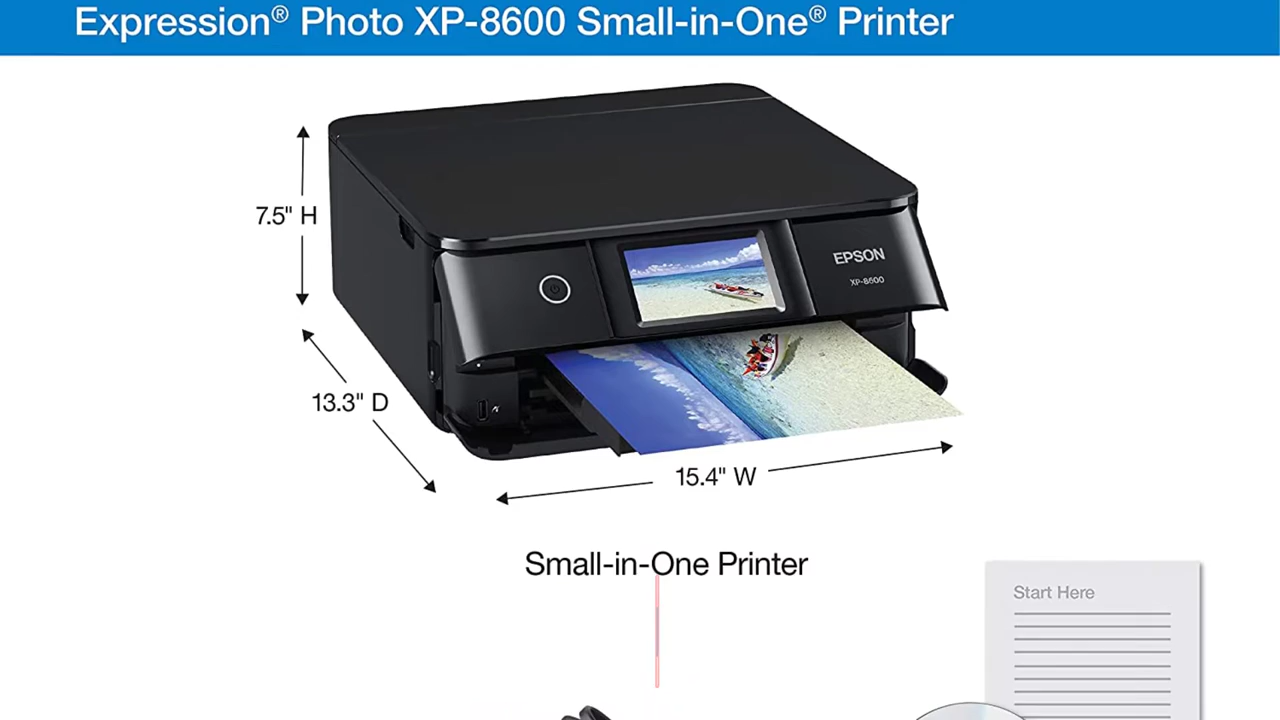 Expression® Photo XP-8600 Small-in-One® Printer
7.5" H
EPSON
XP-8600
13.3" D
15.4" W
Small-in-One Printer
Start Here